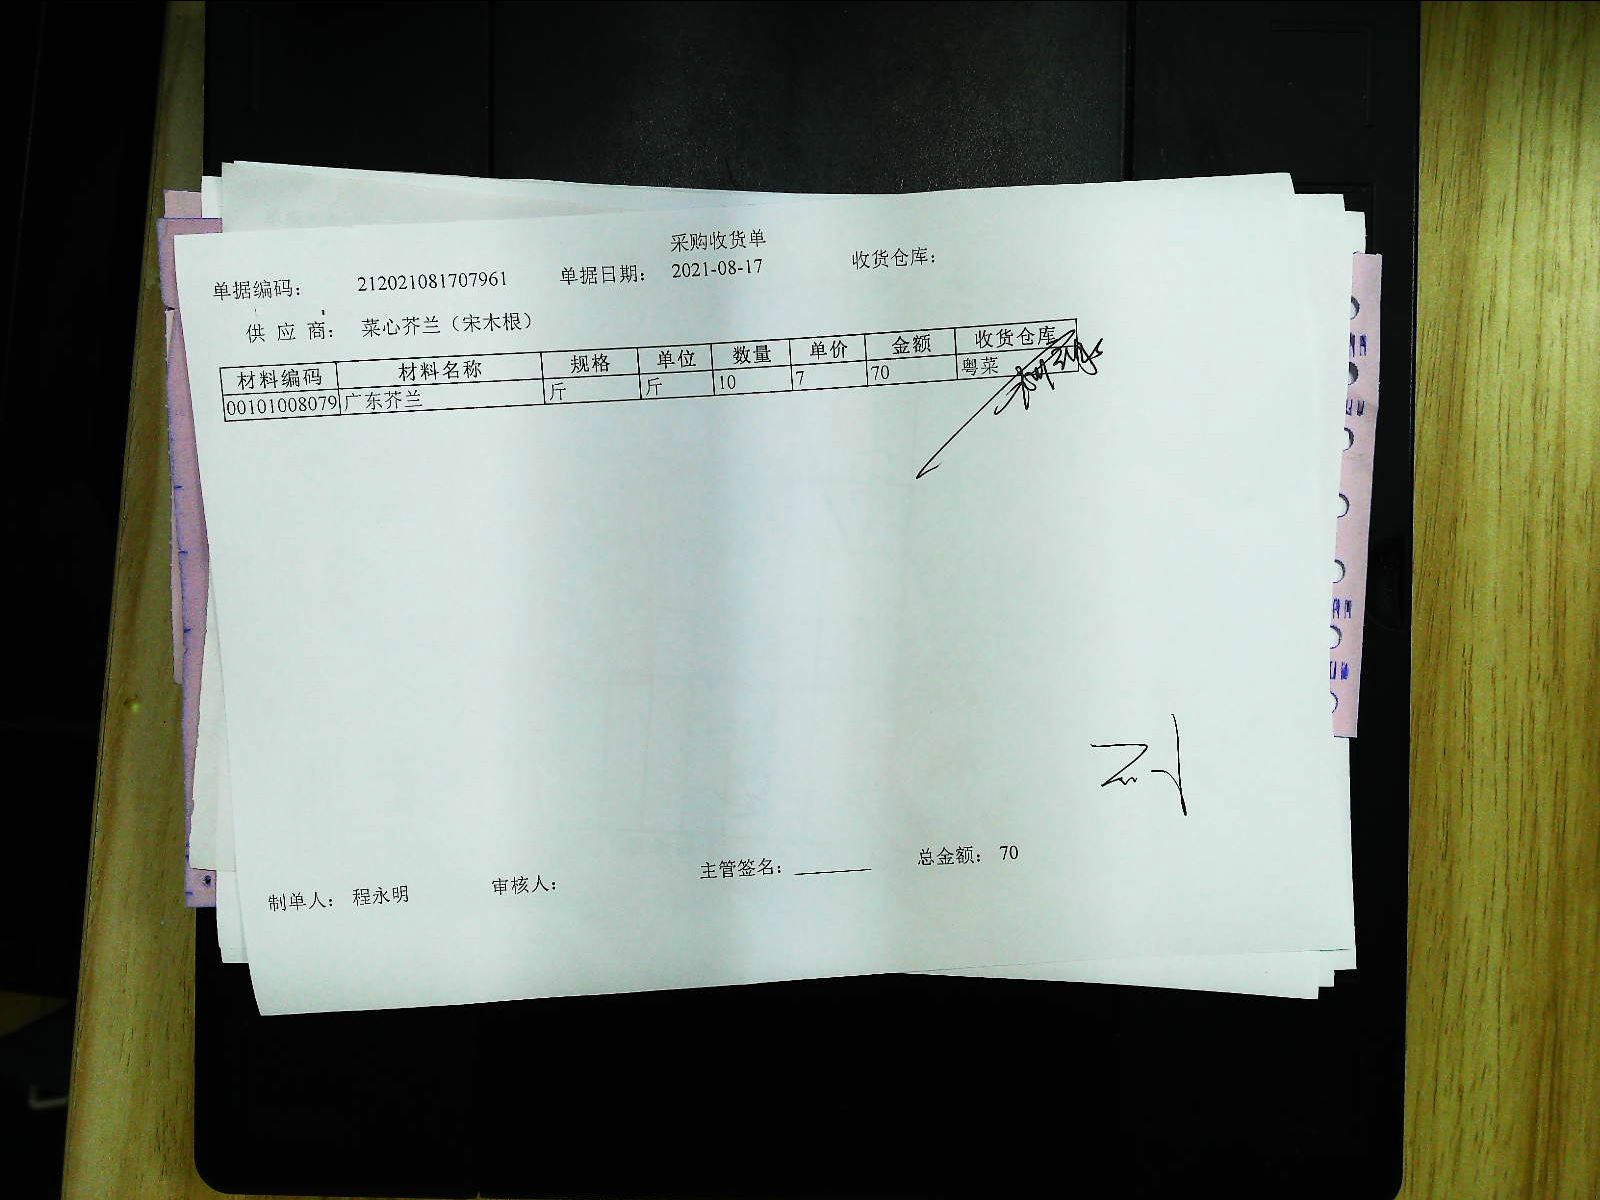 采购收货单
单据编码： 212021081707961 单据日期： 2021-08-17 收货仓库：
供 应 商： 菜心芥兰（宋木根）
材料编码 材料名称 规格 单位 数量 单价 金额 收货仓库
00101008079 广东芥兰 斤 斤 10 7 70 粤菜
制单人： 程永明 审核人： 主管签名： 总金额： 70